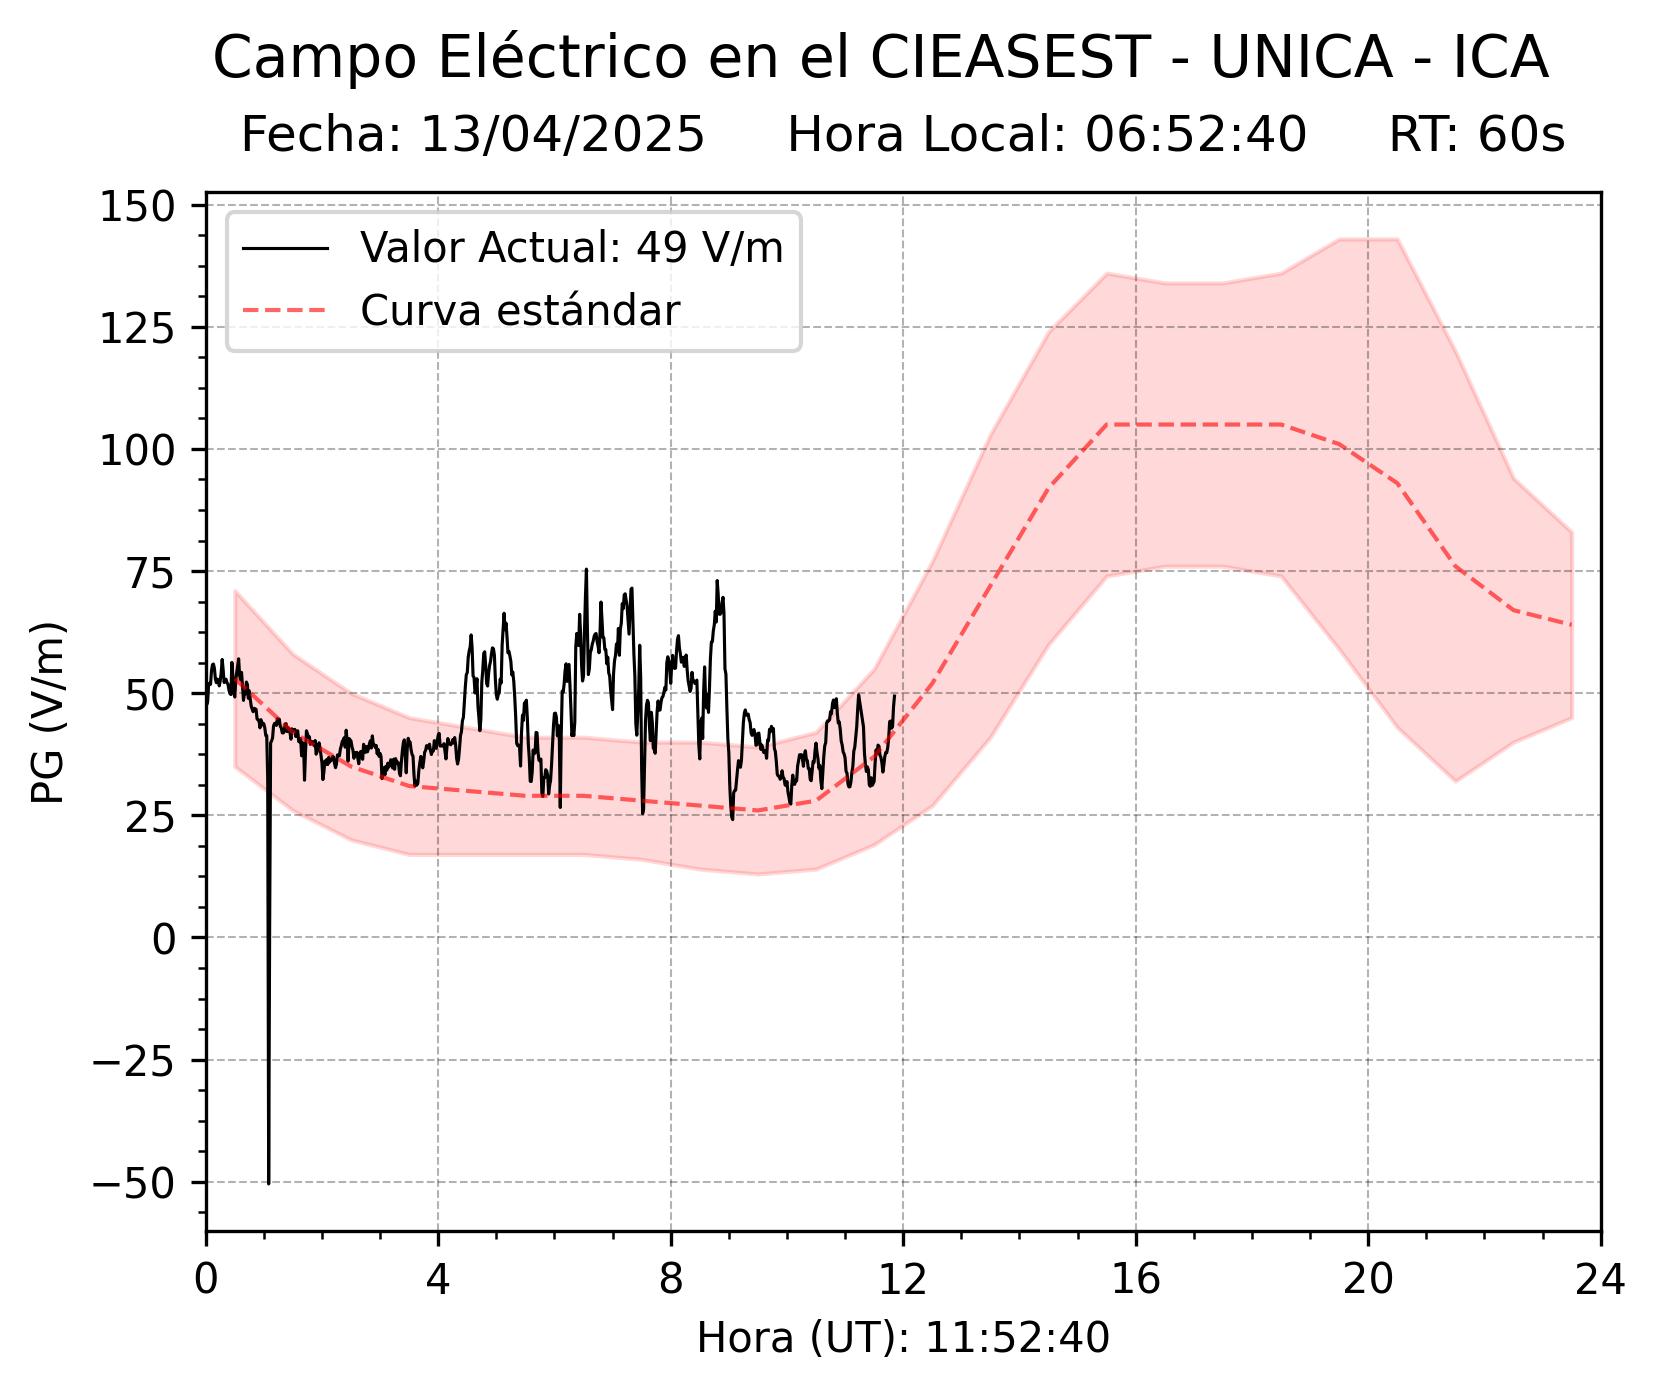 Campo Eléctrico en el CIEASEST - UNICA - ICA
Fecha: 13/04/2025 Hora Local: 06:52:40 RT: 60s
Valor Actual: 49 V/m
Curva estándar
150
125
100
75
50
25
0
−25
−50
PG (V/m)
0 4 8 12 16 20 24
Hora (UT): 11:52:40